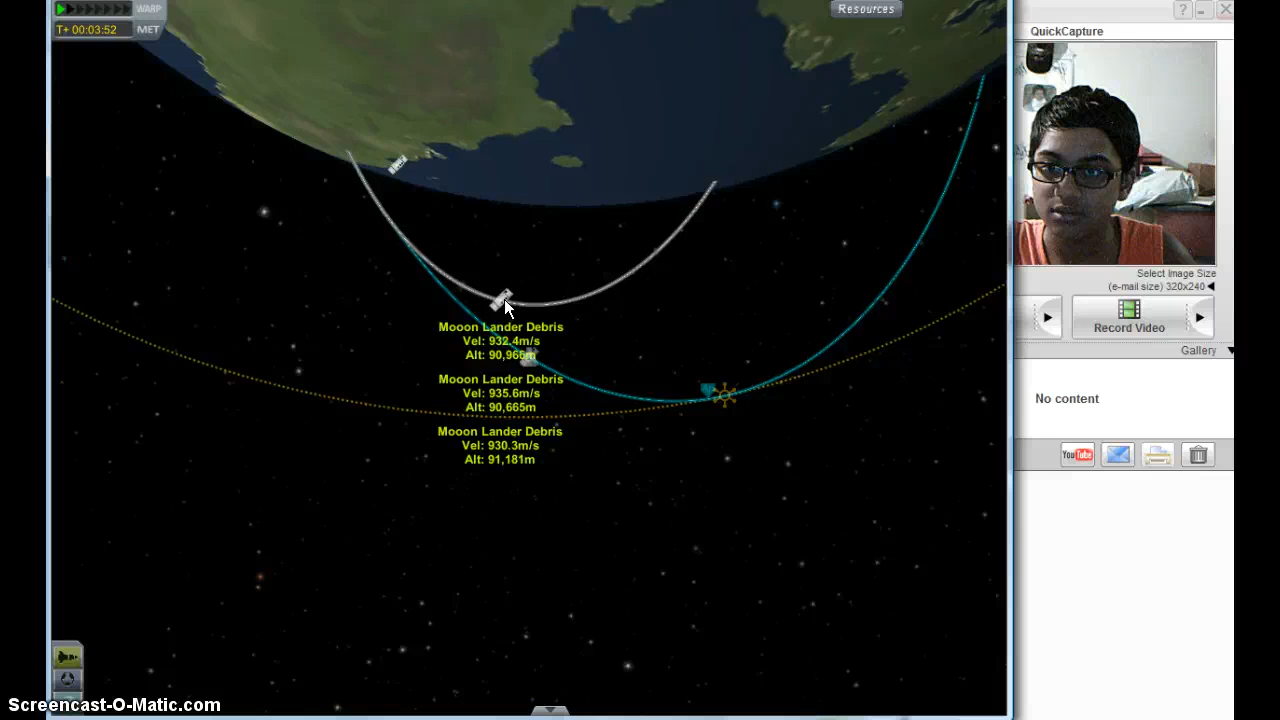 WARP
T+ 00:03:52
MET
Resources
QuickCapture
Select Image Size
(e-mail size) 320x240
Record Video
Gallery
No content
YouTube
Mooon Lander Debris
Vel: 932.4m/s
Alt: 90,966m
Mooon Lander Debris
Vel: 935.6m/s
Alt: 90,665m
Mooon Lander Debris
Vel: 930.3m/s
Alt: 91,181m
Screencast-O-Matic.com